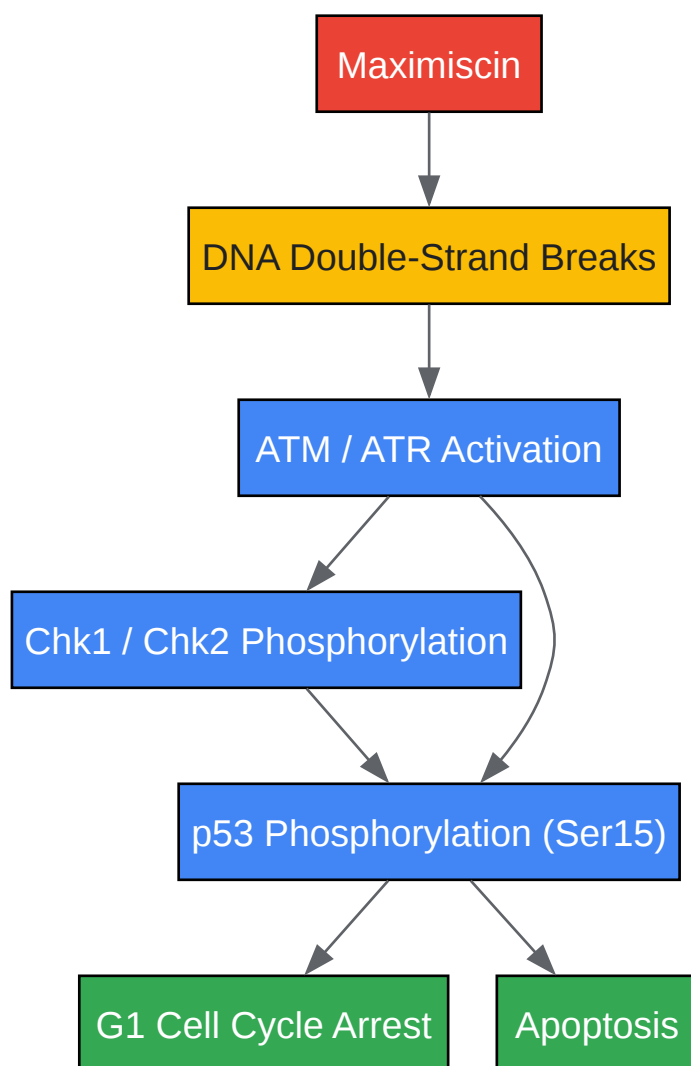 Maximiscin
DNA Double-Strand Breaks
ATM / ATR Activation
Chk1 / Chk2 Phosphorylation
p53 Phosphorylation (Ser15)
G1 Cell Cycle Arrest
Apoptosis